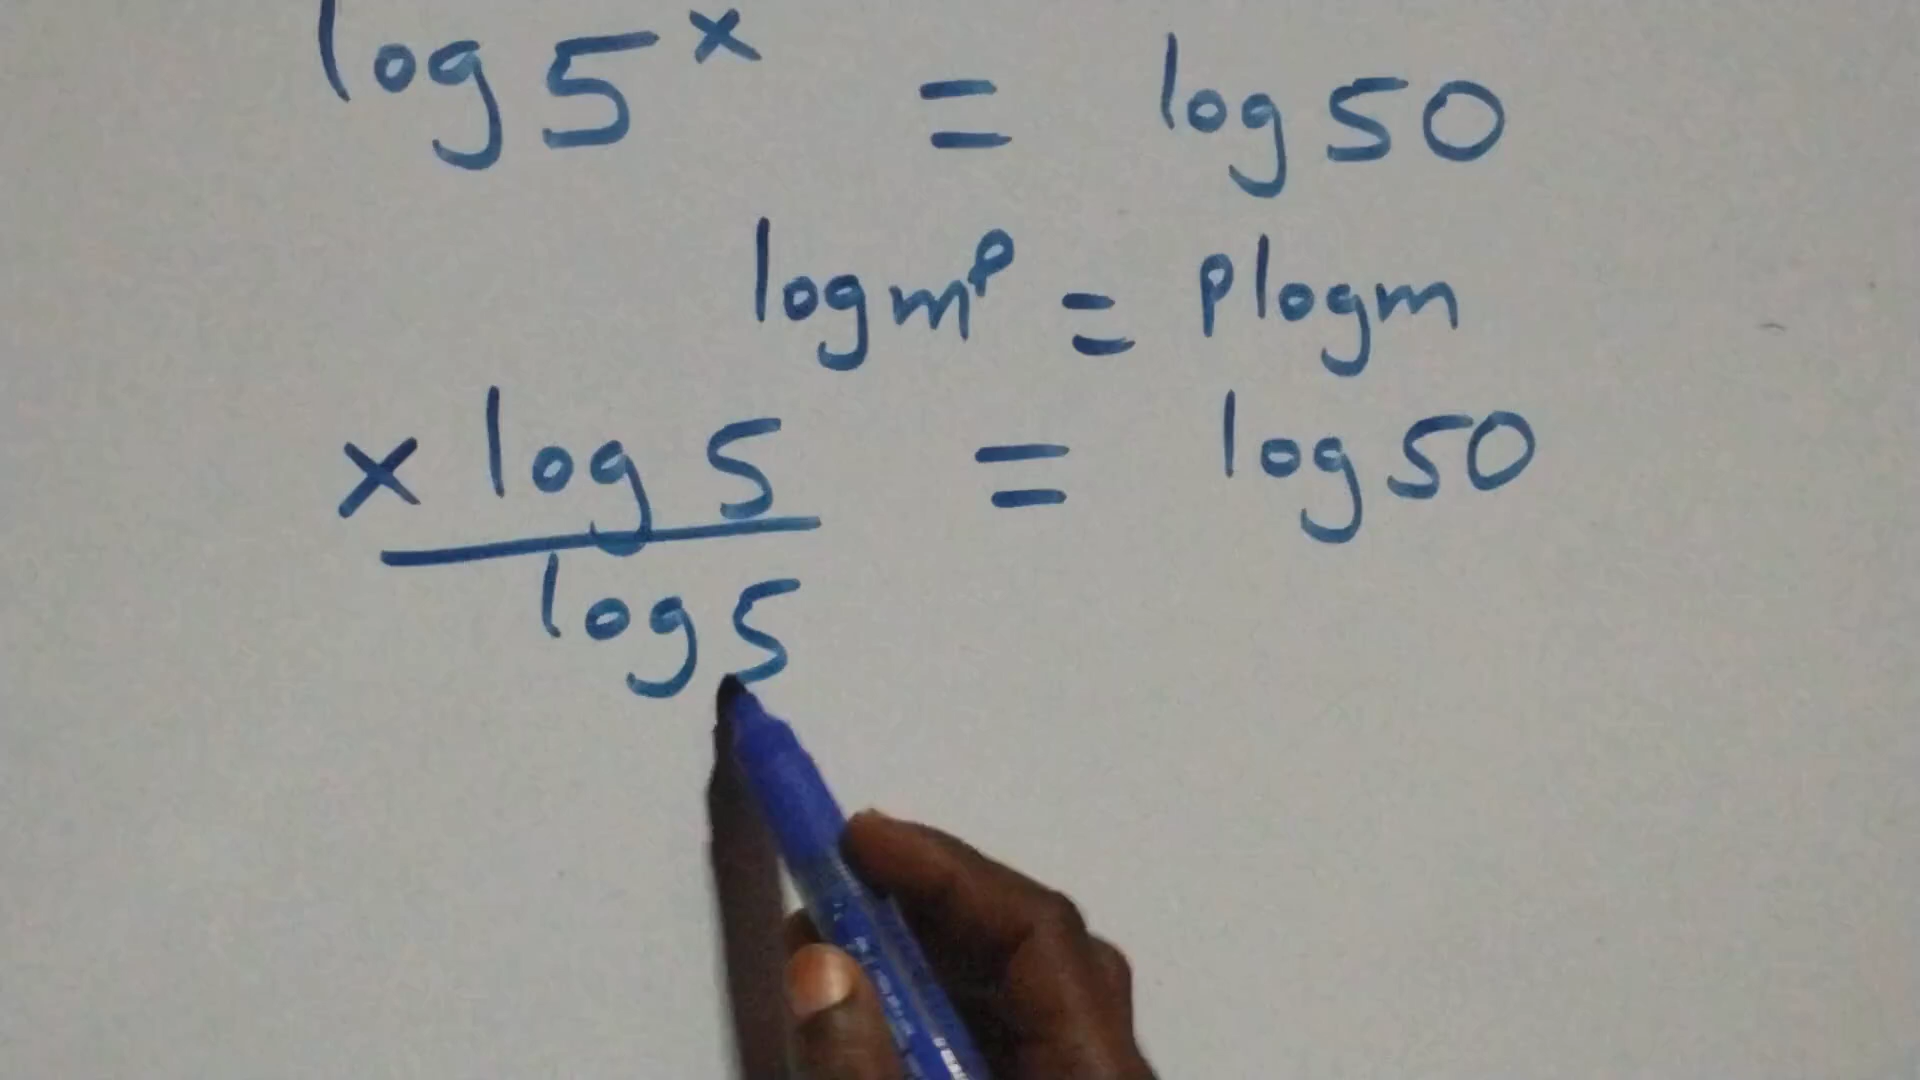 log 5^x = log 50
log m^p = p log m
x log 5 = log 50
log 5